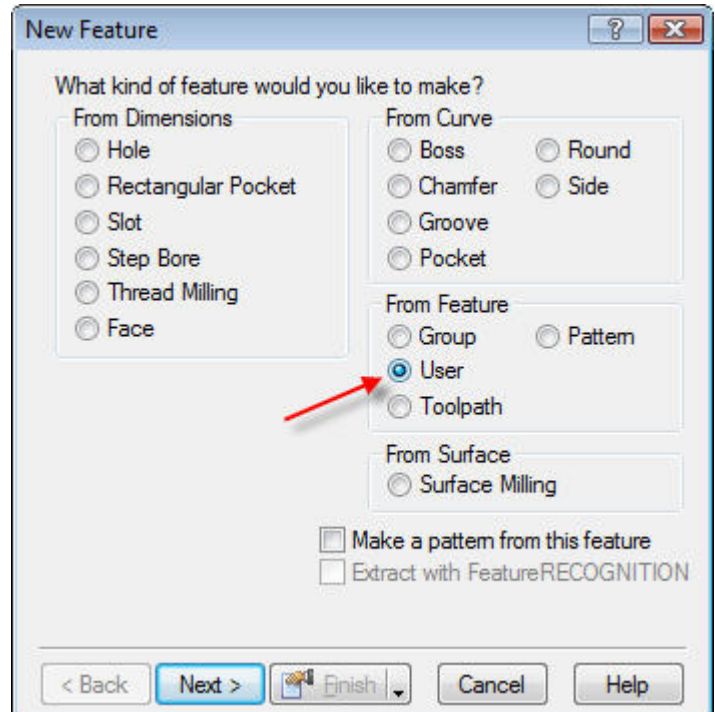 New Feature
What kind of feature would you like to make?
From Dimensions
Hole
Rectangular Pocket
Slot
Step Bore
Thread Milling
Face
From Curve
Boss
Round
Chamfer
Side
Groove
Pocket
From Feature
Group
Pattern
User
Toolpath
From Surface
Surface Milling
Make a pattern from this feature
Extract with FeatureRECOGNITION
< Back
Next >
Finish
Cancel
Help